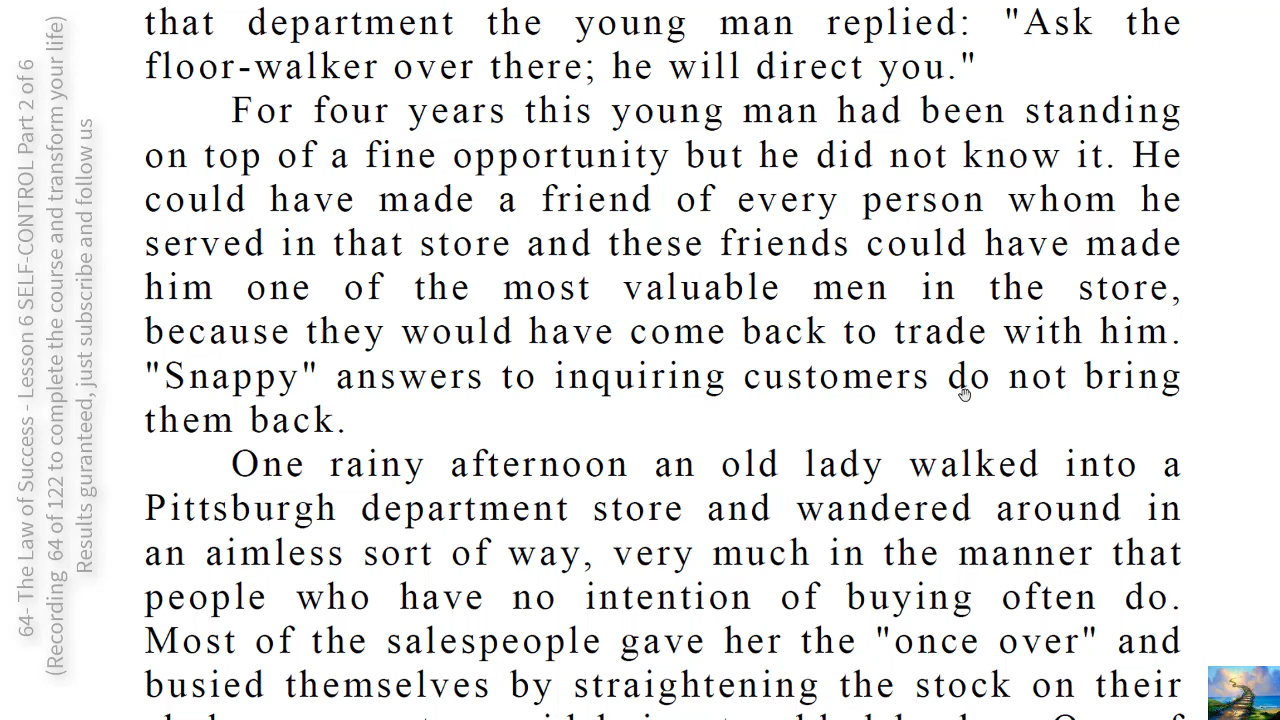 that department the young man replied: "Ask the
floor-walker over there; he will direct you."
For four years this young man had been standing
on top of a fine opportunity but he did not know it. He
could have made a friend of every person whom he
served in that store and these friends could have made
him one of the most valuable men in the store,
because they would have come back to trade with him.
"Snappy" answers to inquiring customers do not bring
them back.
One rainy afternoon an old lady walked into a
Pittsburgh department store and wandered around in
an aimless sort of way, very much in the manner that
people who have no intention of buying often do.
Most of the salespeople gave her the "once over" and
busied themselves by straightening the stock on their
64- The Law of Success - Lesson 6 SELF-CONTROL Part 2 of 6
(Recording 64 of 122 to complete the course and transform your life)
Results guranteed, just subscribe and follow us